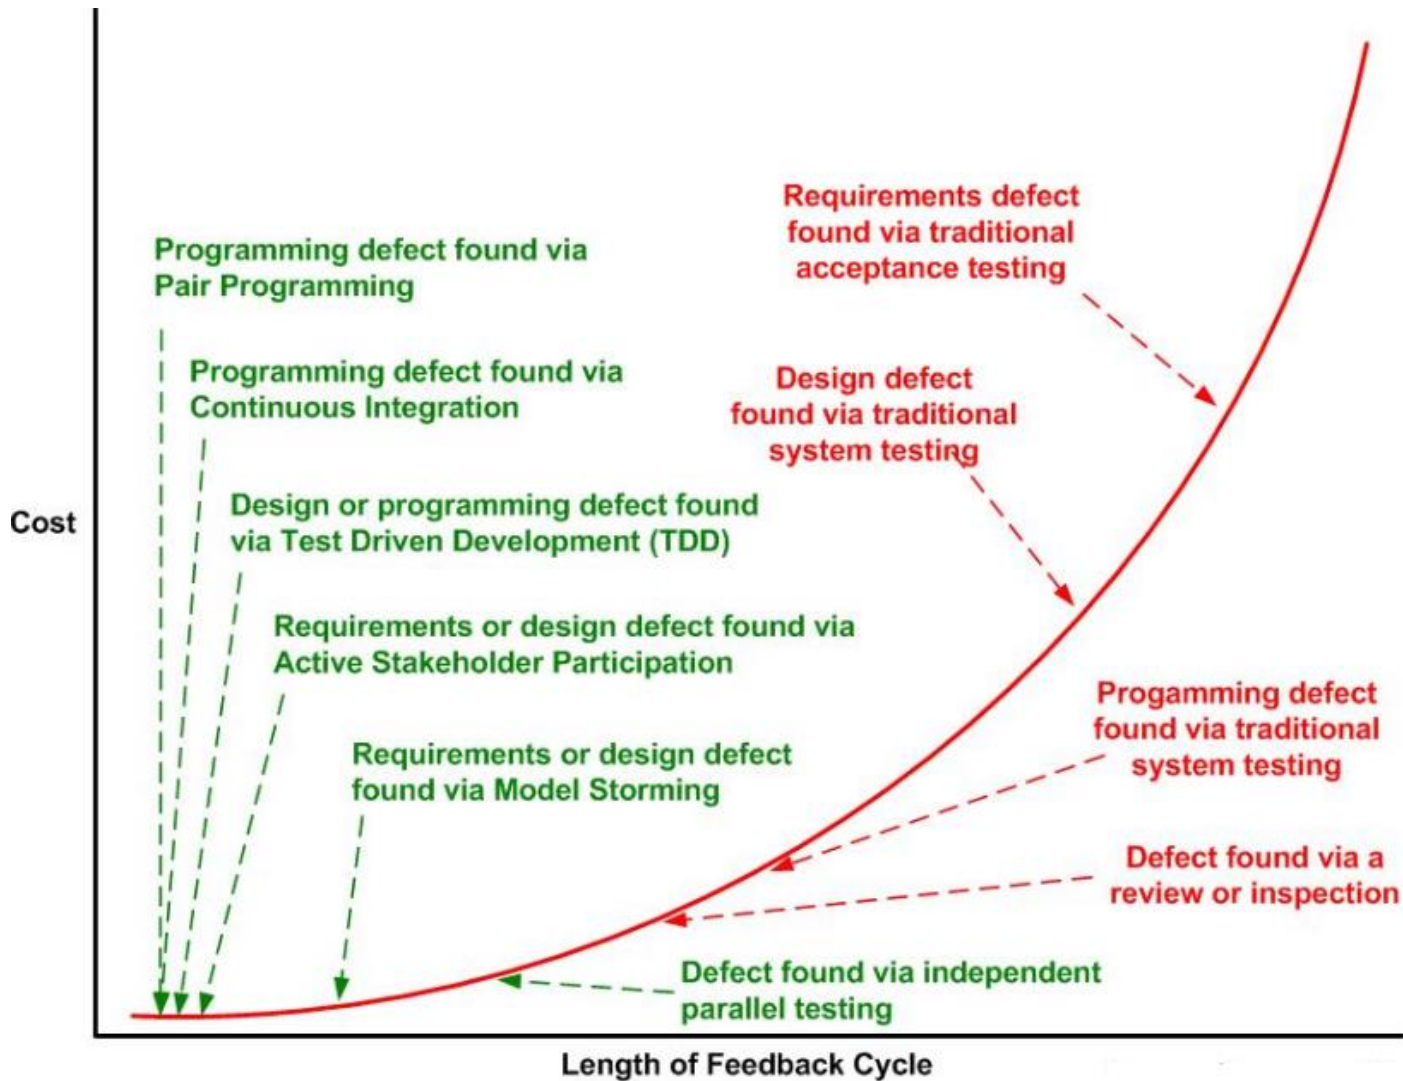 Programming defect found via
Pair Programming
Programming defect found via
Continuous Integration
Design or programming defect found
via Test Driven Development (TDD)
Requirements or design defect found via
Active Stakeholder Participation
Requirements or design defect
found via Model Storming
Requirements defect
found via traditional
acceptance testing
Design defect
found via traditional
system testing
Progamming defect
found via traditional
system testing
Defect found via a
review or inspection
Defect found via independent
parallel testing
Cost
Length of Feedback Cycle